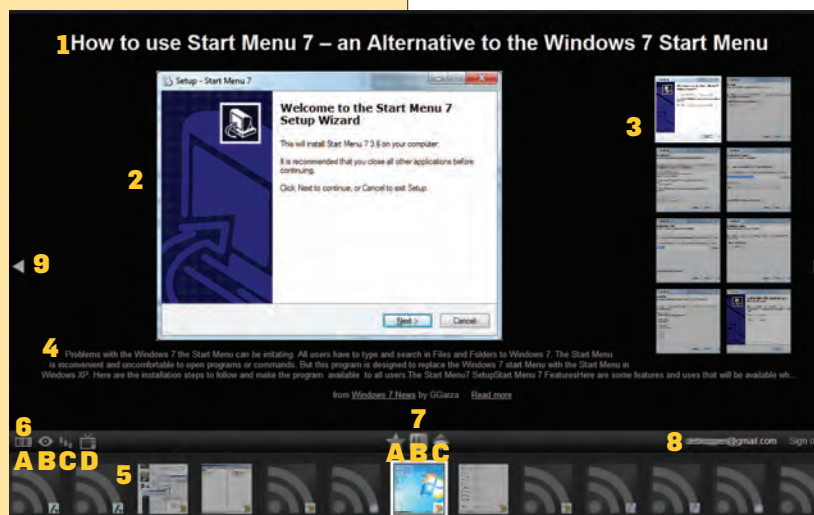 1 How to use Start Menu 7 – an Alternative to the Windows 7 Start Menu
Setup - Start Menu 7
Welcome to the Start Menu 7
Setup Wizard
This will install Start Menu 7 3.6 on your computer.
It is recommended that you close all other applications before
continuing.
Click Next to continue, or Cancel to exit Setup.
Next >
Cancel
2
3
9
4
Problems with the Windows 7 the Start Menu can be irritating. All users have to type and search in Files and Folders to Windows 7. The Start Menu
is inconvenient and uncomfortable to open programs or commands. But this program is designed to replace the Windows 7 start Menu with the Start Menu in
Windows XP. Here are the installation steps to follow and make the program available to all users.The Start Menu7 SetupStart Menu 7 FeaturesHere are some features and uses that will be available wh...
from Windows 7 News by GGarza Read more
6
7
8 @gmail.com Sign
A B C D
A B C
5